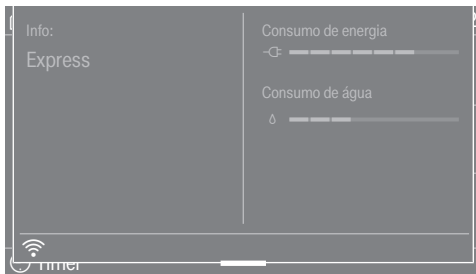 Info:
Express
Consumo de energia
Consumo de água
Timer